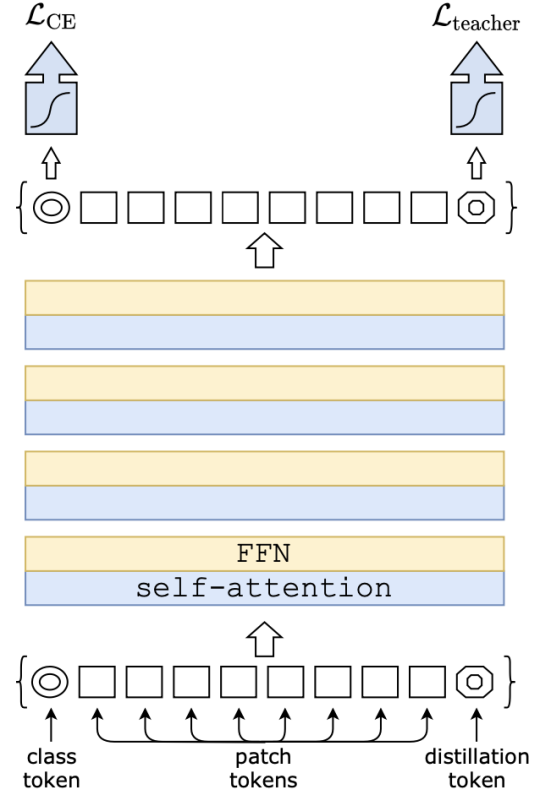 𝓛CE
𝓛teacher
FFN
self-attention
class
token
patch
tokens
distillation
token